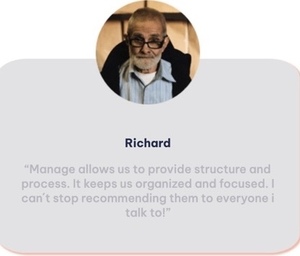 Richard
“Manage allows us to provide structure and
process. It keeps us organized and focused. I
can’t stop recommending them to everyone i
talk to!”